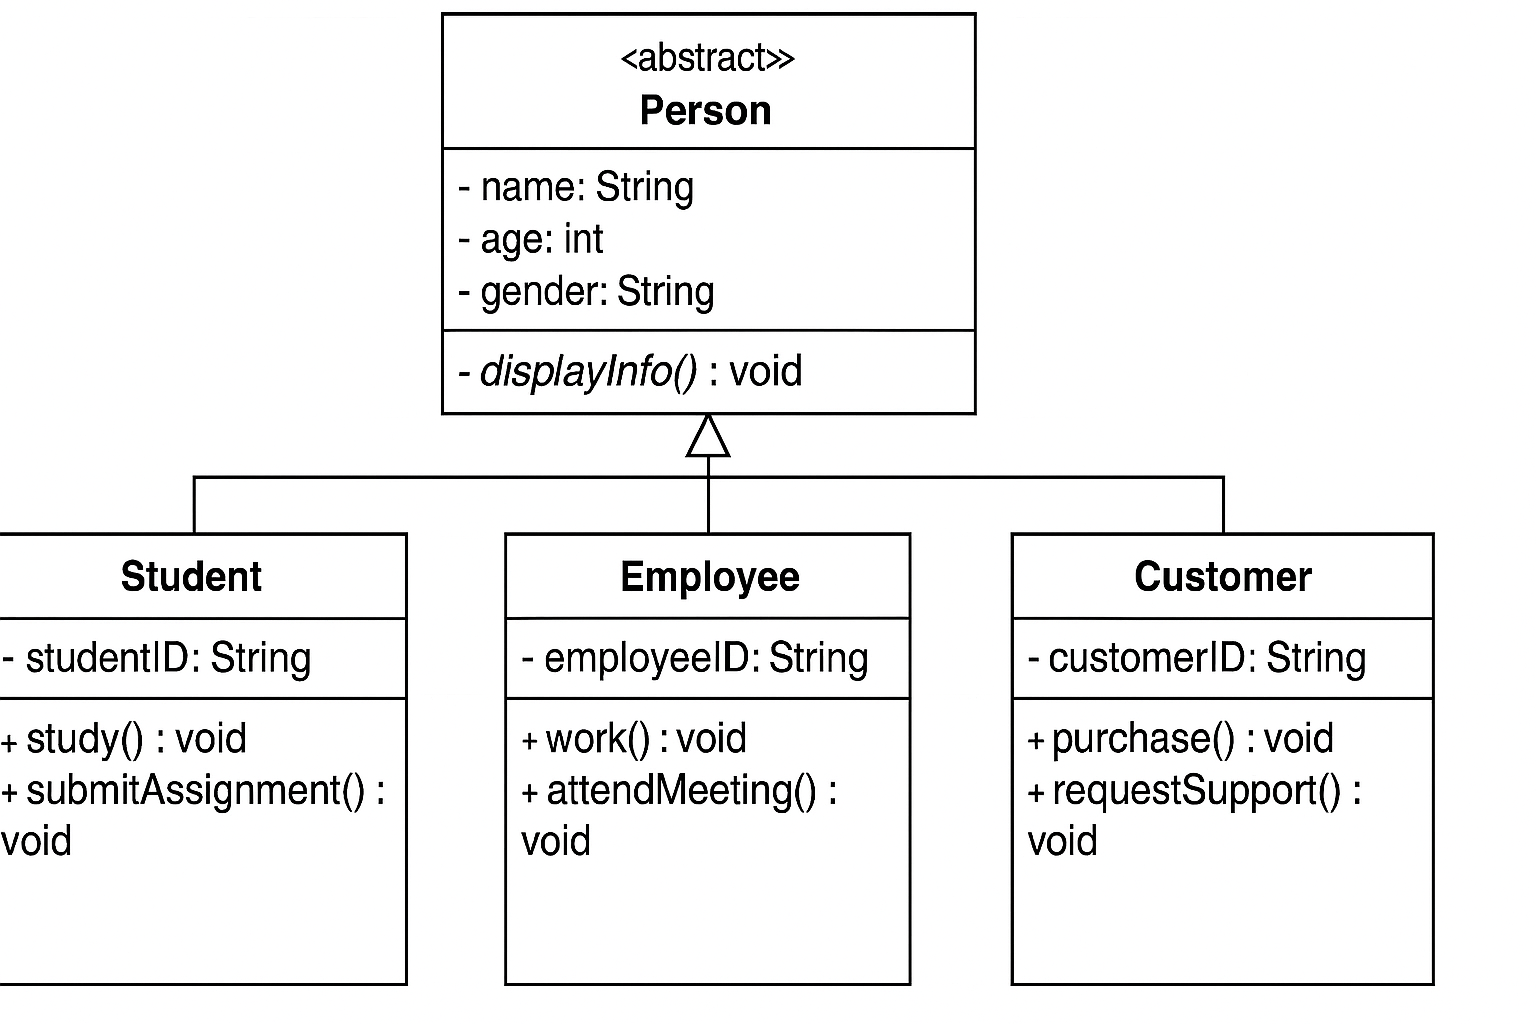 <abstract>>
Person
- name: String
- age: int
- gender: String
- displayInfo() : void
Student
- studentID: String
+ study() : void
+ submitAssignment() :
void
Employee
- employeeID: String
+ work() : void
+ attendMeeting() :
void
Customer
- customerID: String
+ purchase() : void
+ requestSupport() :
void